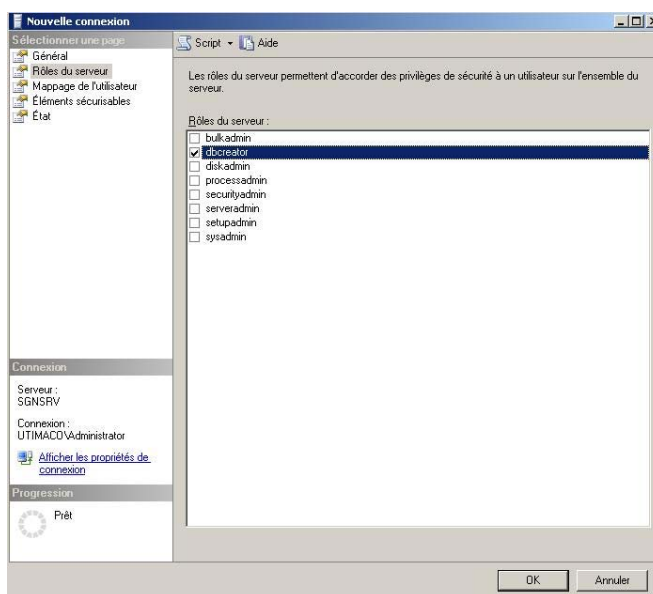 Nouvelle connexion
Sélectionner une page
Général
Rôles du serveur
Mappage de l'utilisateur
Éléments sécurisables
État
Script
Aide
Les rôles du serveur permettent d'accorder des privilèges de sécurité à un utilisateur sur l'ensemble du
serveur.
Rôles du serveur :
bulkadmin
dbcreator
diskadmin
processadmin
securityadmin
serveradmin
setupadmin
sysadmin
Connexion
Serveur :
SGNSRV
Connexion :
UTIMACO\Administrator
Afficher les propriétés de
connexion
Progression
Prêt
OK
Annuler